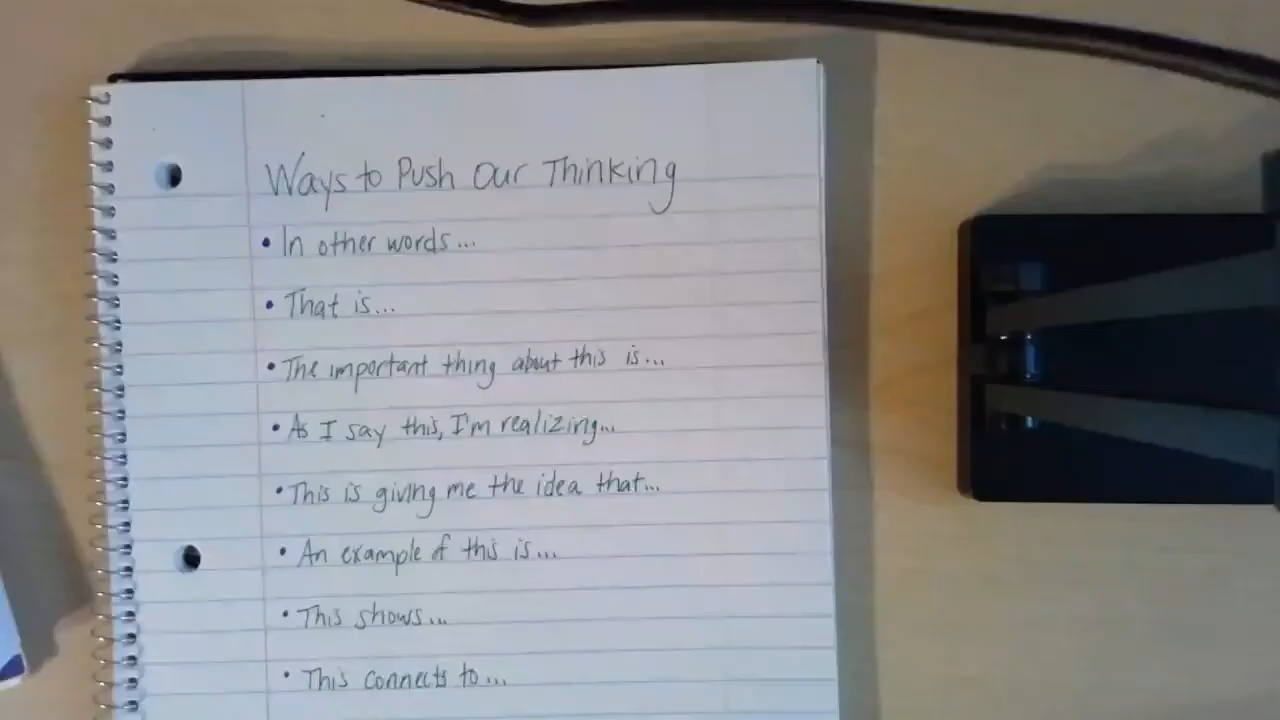 Ways to Push Our Thinking
• In other words...
• That is...
• The important thing about this is...
• As I say this, I'm realizing...
• This is giving me the idea that...
• An example of this is...
• This shows...
• This connects to...